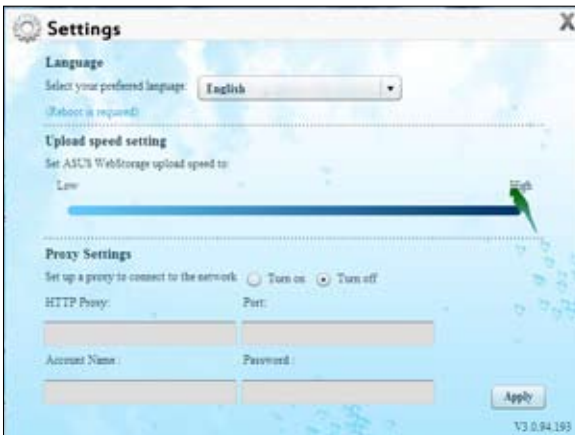 Settings
X
Language
Select your preferred language: English
(Reboot is required)
Upload speed setting
Set ASUS WebStorage upload speed to:
Low High
Proxy Settings
Set up a proxy to connect to the network Turn on Turn off
HTTP Proxy: Port:
Account Name : Password :
Apply
V3.0.94.193